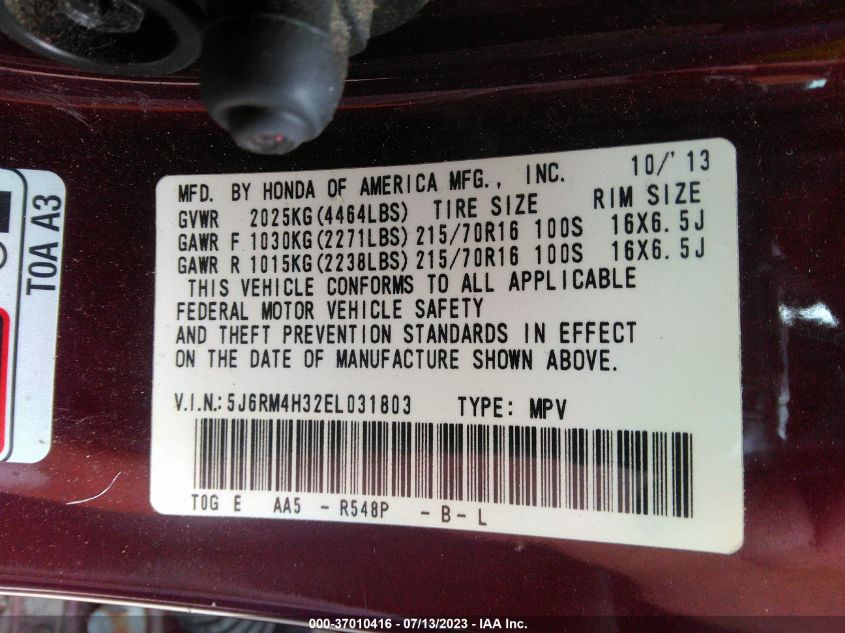 MFD. BY HONDA OF AMERICA MFG., INC. 10/'13
GVWR 2025KG(4464LBS) TIRE SIZE RIM SIZE
GAWR F 1030KG(2271LBS) 215/70R16 100S 16X6.5J
GAWR R 1015KG(2238LBS) 215/70R16 100S 16X6.5J
THIS VEHICLE CONFORMS TO ALL APPLICABLE
FEDERAL MOTOR VEHICLE SAFETY
AND THEFT PREVENTION STANDARDS IN EFFECT
ON THE DATE OF MANUFACTURE SHOWN ABOVE.
V.I.N.: 5J6RM4H32EL031803 TYPE: MPV
T0G E AA5 - R548P - B - L
T0A A3
000-37010416 - 07/13/2023 - IAA Inc.